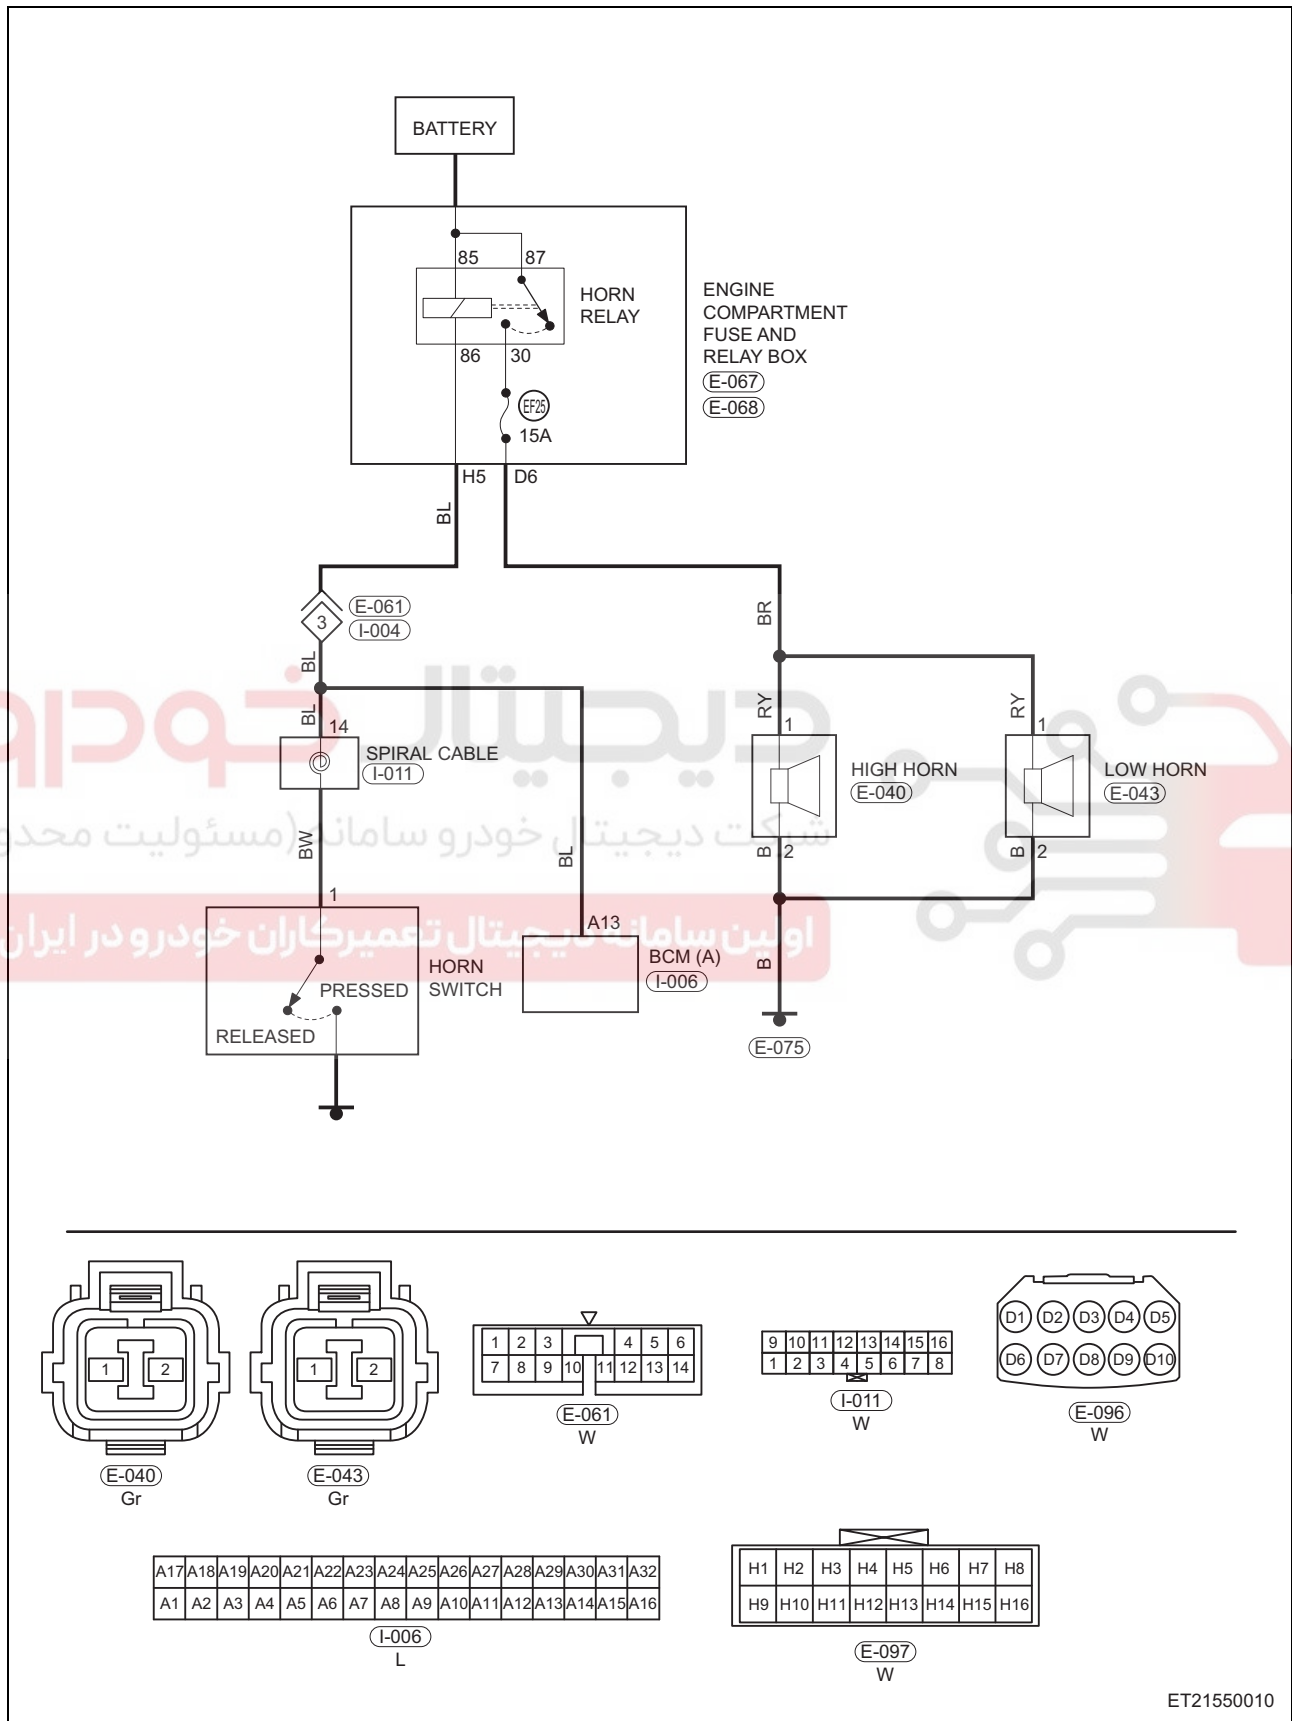 BATTERY
85
87
HORN
RELAY
86
30
EF25
15A
ENGINE
COMPARTMENT
FUSE AND
RELAY BOX
E-067
E-068
H5
D6
BL
E-061
3
I-004
BL
BL
14
SPIRAL CABLE
I-011
BW
1
PRESSED
RELEASED
HORN
SWITCH
BL
A13
BCM (A)
I-006
BR
RY
1
HIGH HORN
E-040
B
2
RY
1
LOW HORN
E-043
B
2
B
E-075
دیجیتال خودرو
شرکت دیجیتال خودرو سامانه (مسئولیت
اولین سامانه دیجیتال تعمیرکاران خودرو در ایران
1 2
E-040
Gr
1 2
E-043
Gr
1 2 3 4 5 6
7 8 9 10 11 12 13 14
E-061
W
9 10 11 12 13 14 15 16
1 2 3 4 5 6 7 8
I-011
W
D1 D2 D3 D4 D5
D6 D7 D8 D9 D10
E-096
W
A17 A18 A19 A20 A21 A22 A23 A24 A25 A26 A27 A28 A29 A30 A31 A32
A1 A2 A3 A4 A5 A6 A7 A8 A9 A10 A11 A12 A13 A14 A15 A16
I-006
L
H1 H2 H3 H4 H5 H6 H7 H8
H9 H10 H11 H12 H13 H14 H15 H16
E-097
W
ET21550010